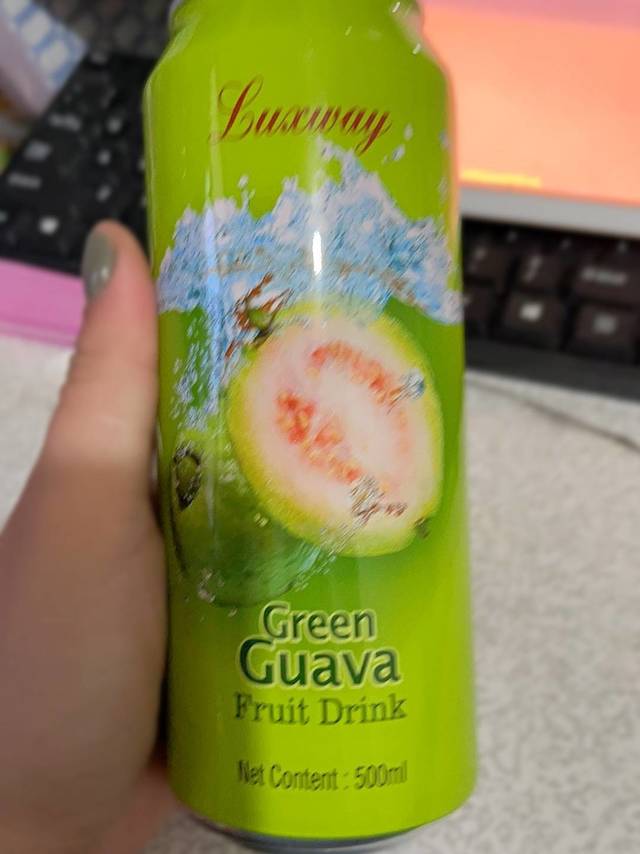 Luxway
Green
Guava
Fruit Drink
Net Content : 500ml